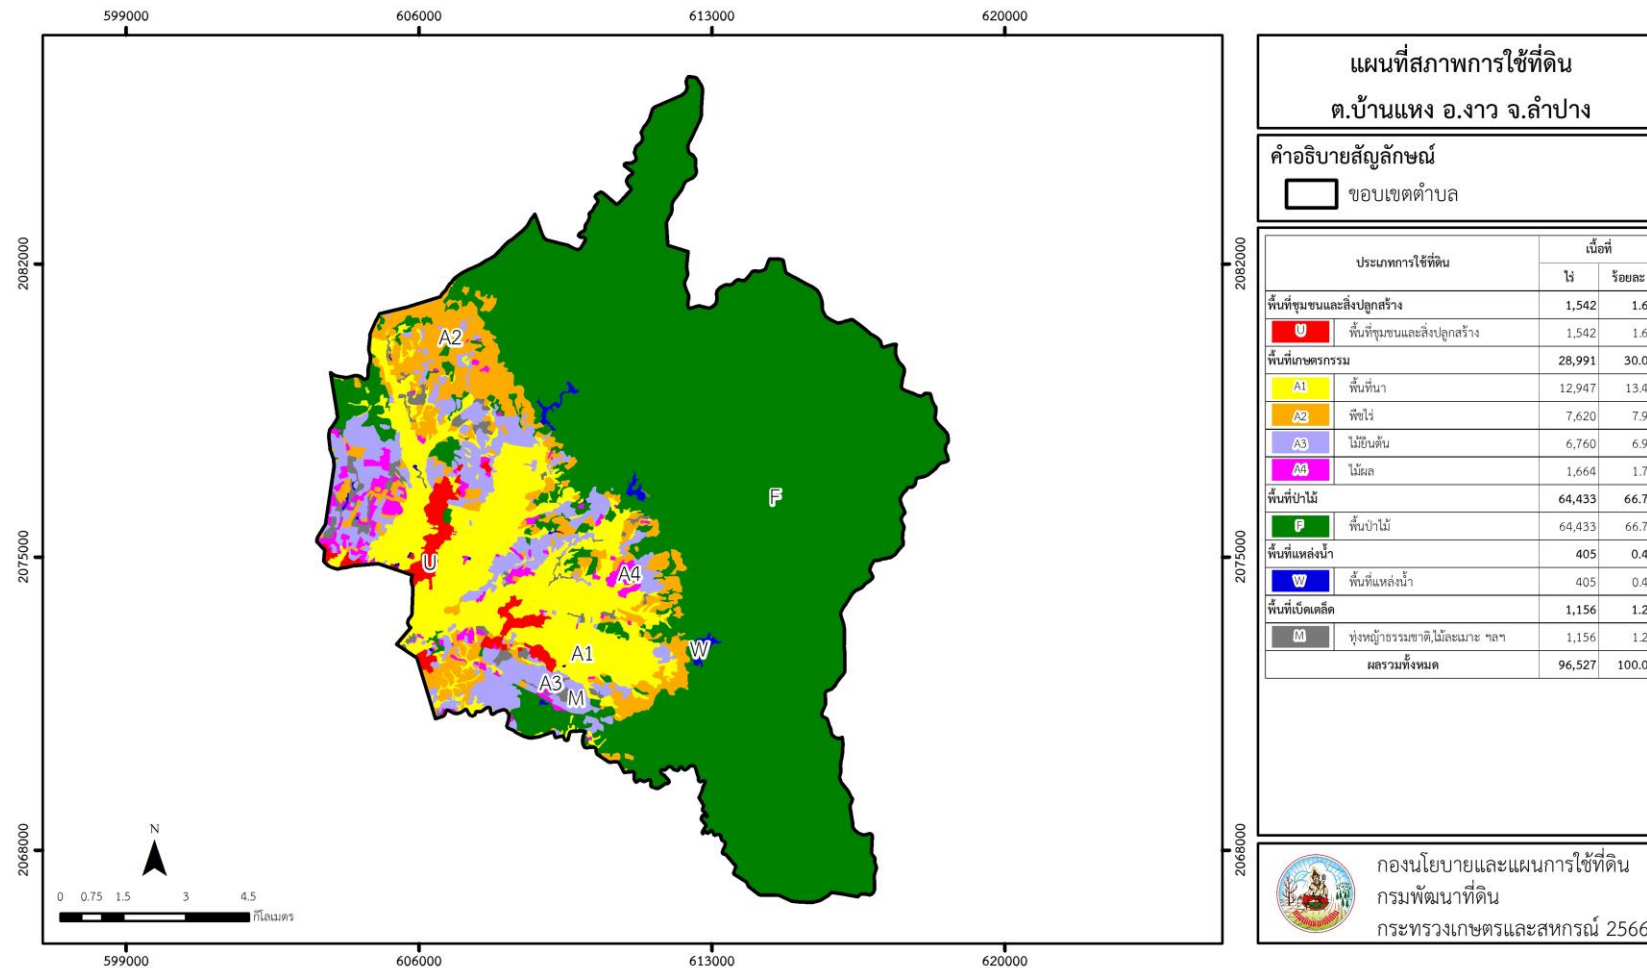 599000 606000 613000 620000
แผนที่สภาพการใช้ที่ดิน
ต.บ้านแหง อ.งาว จ.ลำปาง
คำอธิบายสัญลักษณ์
ขอบเขตตำบล
2082000 2082000
2075000 2075000
2068000 2068000
A2
F
U
A4
A1
W
A3
M
ประเภทการใช้ที่ดิน เนื้อที่
ไร่ ร้อยละ
พื้นที่ชุมชนและสิ่งปลูกสร้าง 1,542 1.6
U พื้นที่ชุมชนและสิ่งปลูกสร้าง 1,542 1.6
พื้นที่เกษตรกรรม 28,991 30.0
A1 พื้นที่นา 12,947 13.4
A2 พืชไร่ 7,620 7.9
A3 ไม้ยืนต้น 6,760 6.9
A4 ไม้ผล 1,664 1.7
พื้นที่ป่าไม้ 64,433 66.7
F พื้นป่าไม้ 64,433 66.7
พื้นที่แหล่งน้ำ 405 0.4
W พื้นที่แหล่งน้ำ 405 0.4
พื้นที่เบ็ดเตล็ด 1,156 1.2
M ทุ่งหญ้าธรรมชาติ,ไม้ละเมาะ ฯลฯ 1,156 1.2
ผลรวมทั้งหมด 96,527 100.0
N
0 0.75 1.5 3 4.5
กิโลเมตร
กองนโยบายและแผนการใช้ที่ดิน
กรมพัฒนาที่ดิน
กระทรวงเกษตรและสหกรณ์ 2566
599000 606000 613000 620000